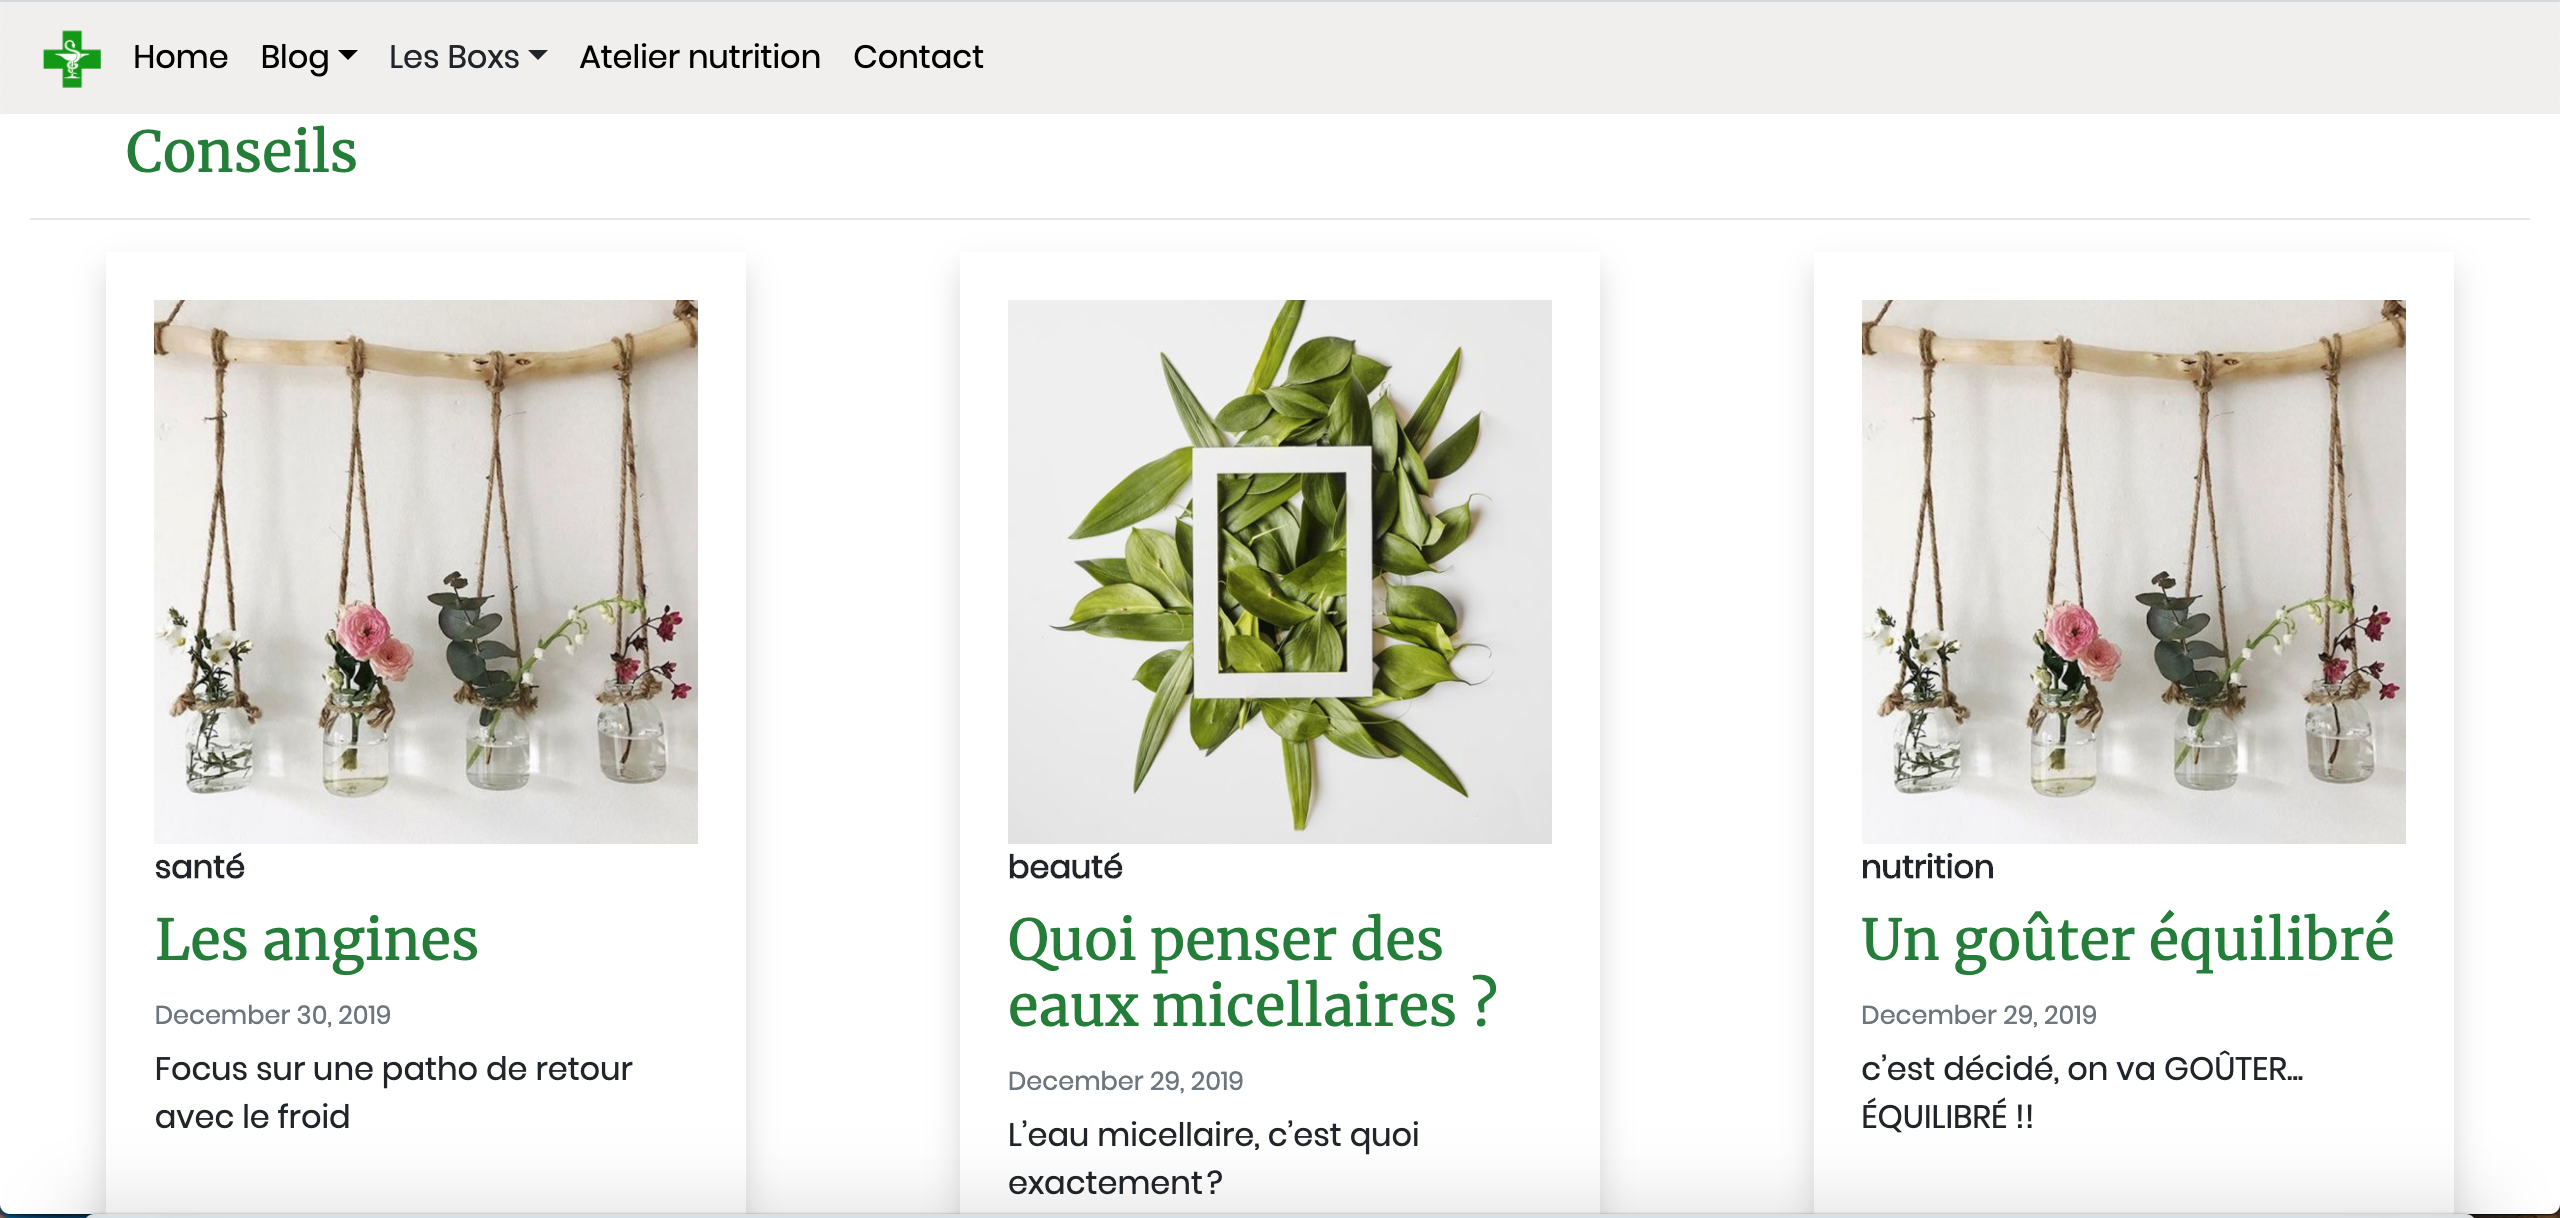 Home Blog Les Boxs Atelier nutrition Contact
Conseils
santé
Les angines
December 30, 2019
Focus sur une patho de retour
avec le froid
beauté
Quoi penser des
eaux micellaires ?
December 29, 2019
L'eau micellaire, c'est quoi
exactement?
nutrition
Un goûter équilibré
December 29, 2019
c'est décidé, on va GOÛTER...
ÉQUILIBRÉ !!